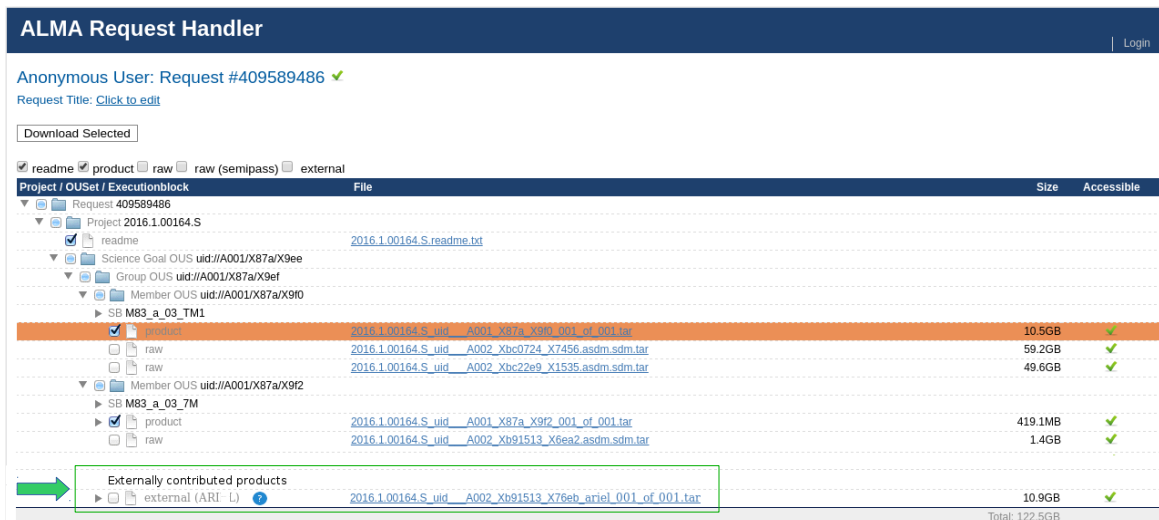 ALMA Request Handler
Login
Anonymous User: Request #409589486
Request Title: Click to edit
Download Selected
readme product raw raw (semipass) external
Project / OUSet / Executionblock File Size Accessible
Request 409589486
Project 2016.1.00164.S
readme 2016.1.00164.S.readme.txt
Science Goal OUS uid://A001/X87a/X9ee
Group OUS uid://A001/X87a/X9ef
Member OUS uid://A001/X87a/X9f0
SB M83_a_03_TM1
product 2016.1.00164.S_uid___A001_X87a_X9f0_001_of_001.tar 10.5GB
raw 2016.1.00164.S_uid___A002_Xbc0724_X7456.asdm.sdm.tar 59.2GB
raw 2016.1.00164.S_uid___A002_Xbc22e9_X1535.asdm.sdm.tar 49.6GB
Member OUS uid://A001/X87a/X9f2
SB M83_a_03_7M
product 2016.1.00164.S_uid___A001_X87a_X9f2_001_of_001.tar 419.1MB
raw 2016.1.00164.S_uid___A002_Xb91513_X6ea2.asdm.sdm.tar 1.4GB
Externally contributed products
external ? 2016.1.00164.S_uid___A002_Xb91513_X76eb_ariel_001_of_001.tar 10.9GB
Total: 122.5GB